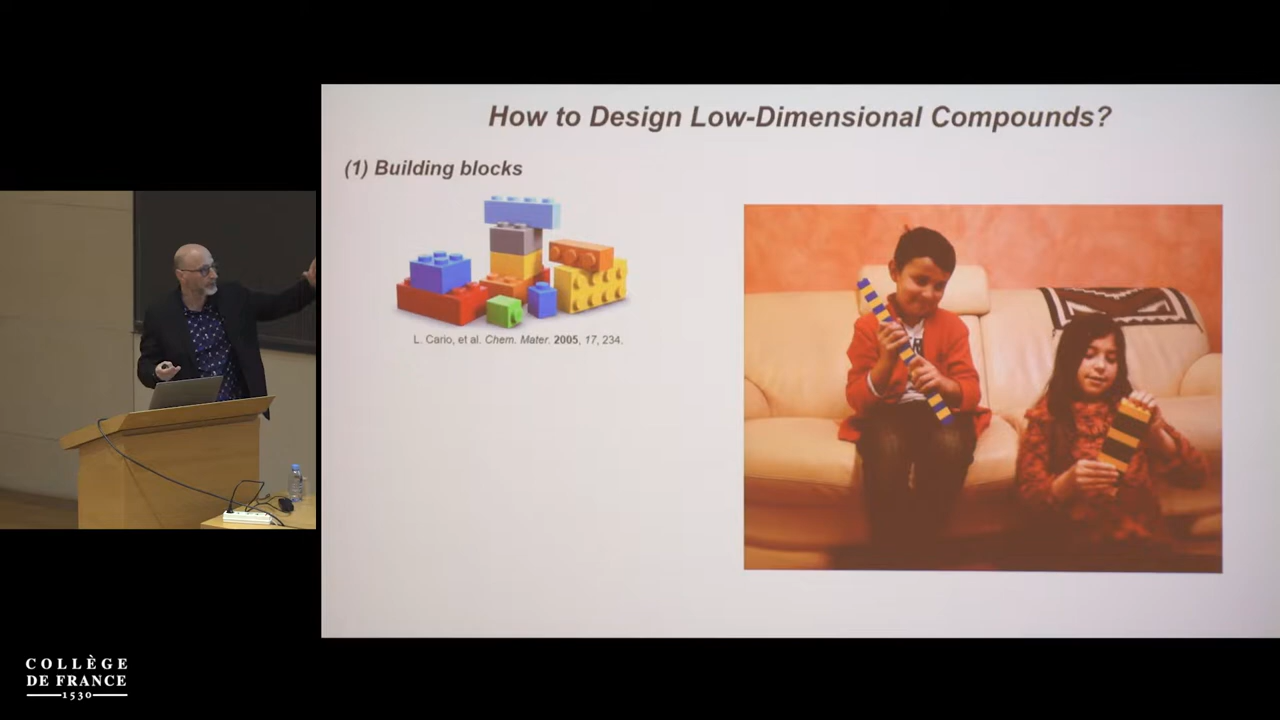 How to Design Low-Dimensional Compounds?
(1) Building blocks
L. Cario, et al. Chem. Mater. 2005, 17, 234.
COLLÈGE
DE FRANCE
1530